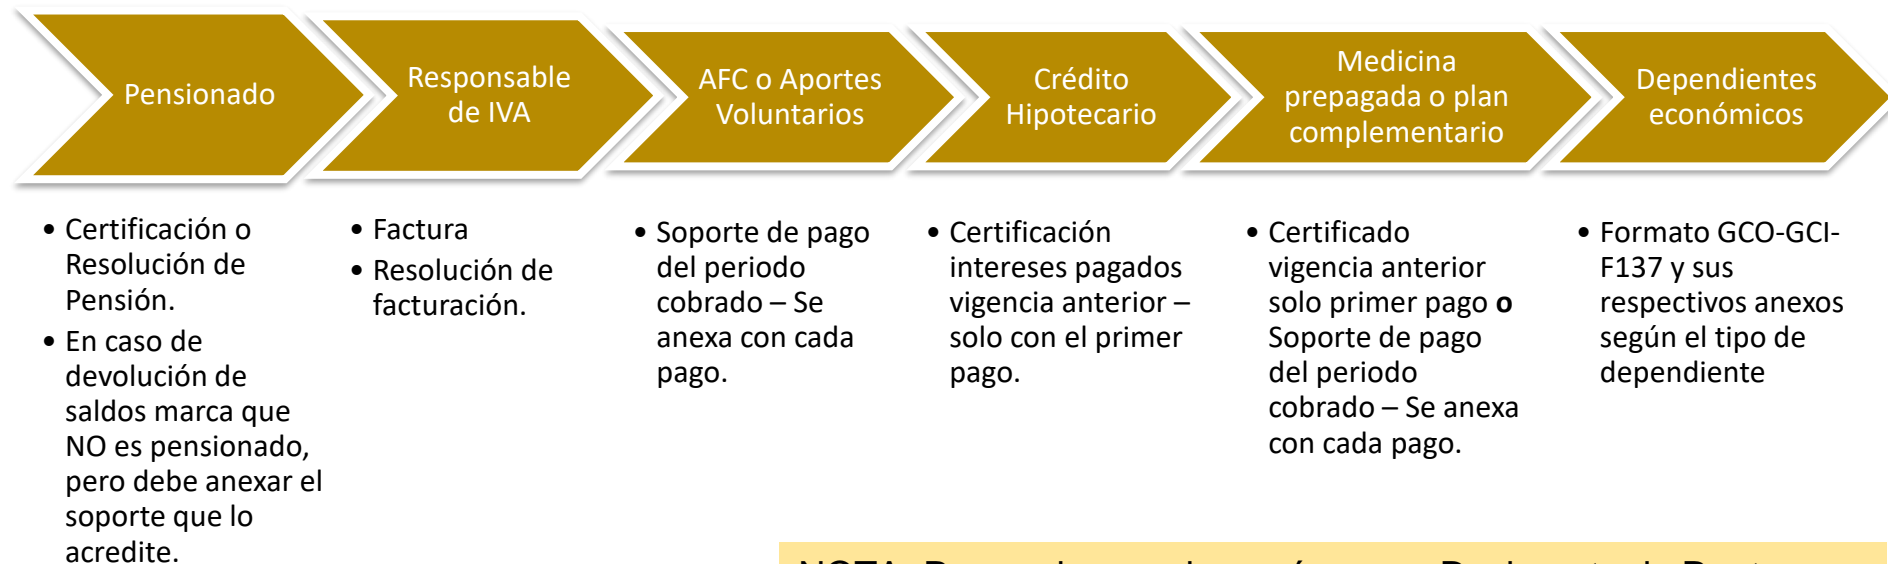 Pensionado
Responsable
de IVA
AFC o Aportes
Voluntarios
Crédito
Hipotecario
Medicina
prepagada o plan
complementario
Dependientes
económicos
• Certificación o
Resolución de
Pensión.
• En caso de
devolución de
saldos marca que
NO es pensionado,
pero debe anexar el
soporte que lo
acredite.
• Factura
• Resolución de
facturación.
• Soporte de pago
del periodo
cobrado – Se
anexa con cada
pago.
• Certificación
intereses pagados
vigencia anterior –
solo con el primer
pago.
• Certificado
vigencia anterior
solo primer pago o
Soporte de pago
del periodo
cobrado – Se anexa
con cada pago.
• Formato GCO-GCI-
F137 y sus
respectivos anexos
según el tipo de
dependiente
NOTA: